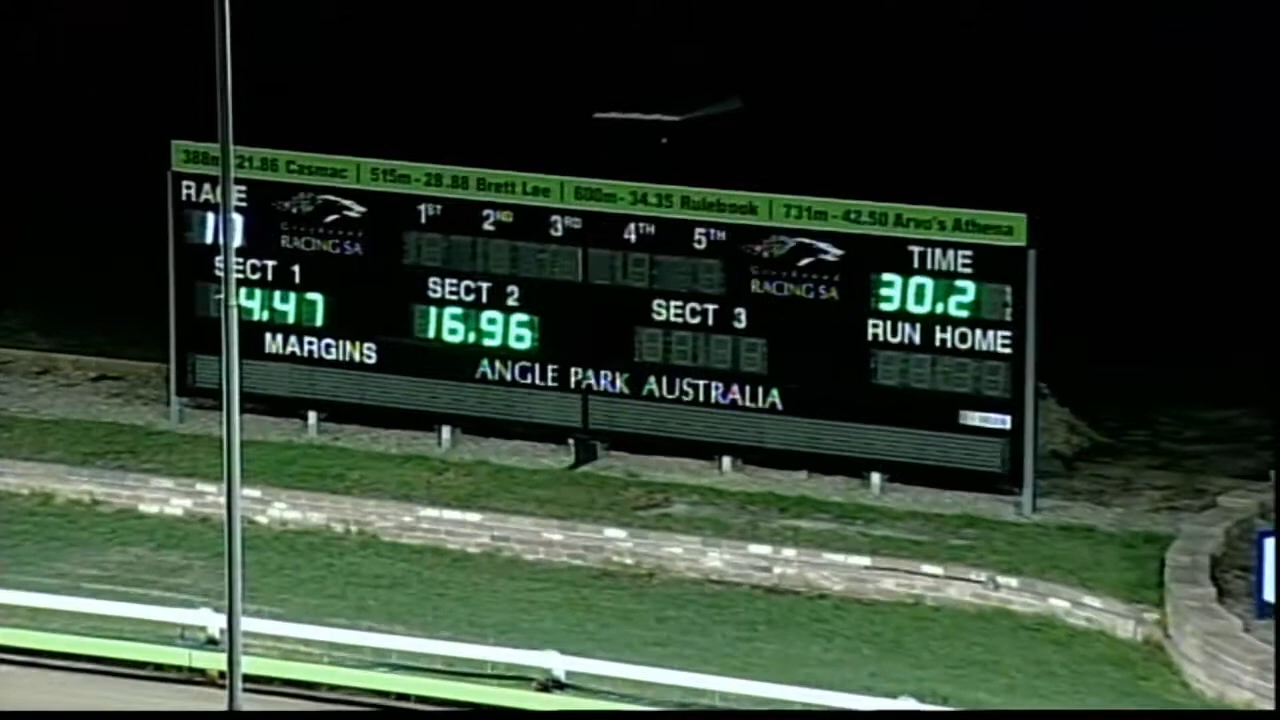 388m-21.86 Casmac | 515m-28.88 Brett Lee | 600m-34.35 Rulebook | 731m-42.50 Arvo's Athena
RACE
10
Greyhound
RACING SA
1ST 2ND 3RD 4TH 5TH
Greyhound
RACING SA
TIME
30.2
SECT 1
4.47
SECT 2
16.96
SECT 3
RUN HOME
MARGINS
ANGLE PARK AUSTRALIA